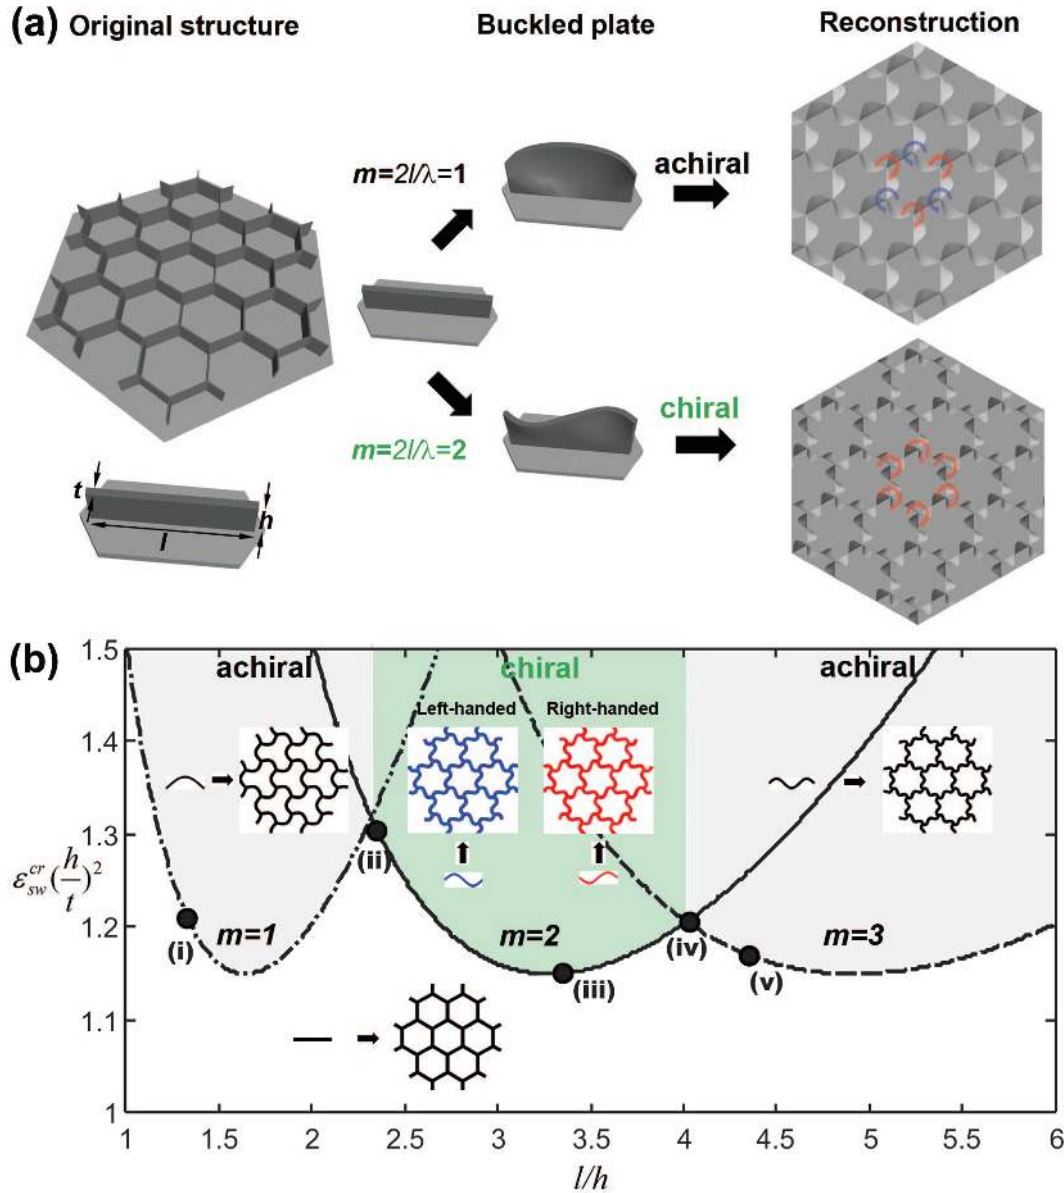 (a) Original structure
Buckled plate
Reconstruction
m=2l/λ=1
achiral
m=2l/λ=2
chiral
t
h
l
(b)
1.5
1.4
1.3
1.2
1.1
1
ε_sw^cr(h/t)^2
achiral
chiral
achiral
Left-handed
Right-handed
(i)
m=1
(ii)
m=2
(iii)
(iv)
m=3
(v)
1 1.5 2 2.5 3 3.5 4 4.5 5 5.5 6
l/h